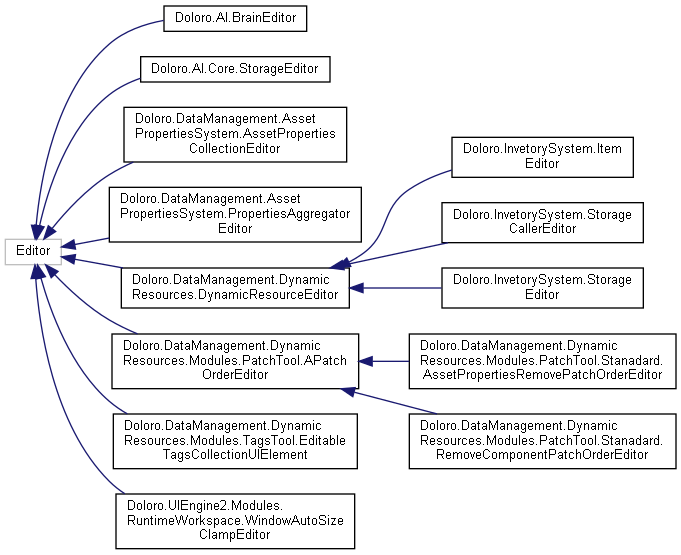 Doloro.AI.BrainEditor
Doloro.AI.Core.StorageEditor
Doloro.DataManagement.Asset
PropertiesSystem.AssetProperties
CollectionEditor
Doloro.InvetorySystem.Item
Editor
Doloro.DataManagement.Asset
PropertiesSystem.PropertiesAggregator
Editor
Doloro.InvetorySystem.Storage
CallerEditor
Editor
Doloro.DataManagement.Dynamic
Resources.DynamicResourceEditor
Doloro.InvetorySystem.Storage
Editor
Doloro.DataManagement.Dynamic
Resources.Modules.PatchTool.APatch
OrderEditor
Doloro.DataManagement.Dynamic
Resources.Modules.PatchTool.Stanadard.
AssetPropertiesRemovePatchOrderEditor
Doloro.DataManagement.Dynamic
Resources.Modules.TagsTool.Editable
TagsCollectionUIElement
Doloro.DataManagement.Dynamic
Resources.Modules.PatchTool.Stanadard.
RemoveComponentPatchOrderEditor
Doloro.UIEngine2.Modules.
RuntimeWorkspace.WindowAutoSize
ClampEditor